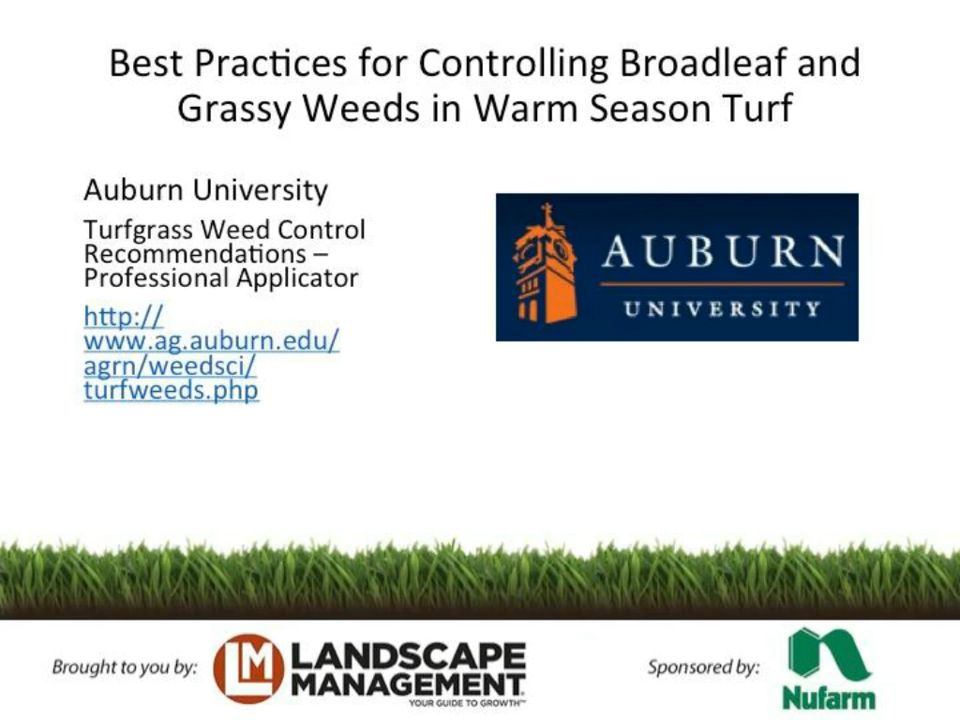 Best Practices for Controlling Broadleaf and
Grassy Weeds in Warm Season Turf
Auburn University
Turfgrass Weed Control
Recommendations –
Professional Applicator
http://
www.ag.auburn.edu/
agrn/weedsci/
turfweeds.php
AUBURN
UNIVERSITY
Brought to you by:
LM
LANDSCAPE
MANAGEMENT
YOUR GUIDE TO GROWTH™
Sponsored by:
Nufarm